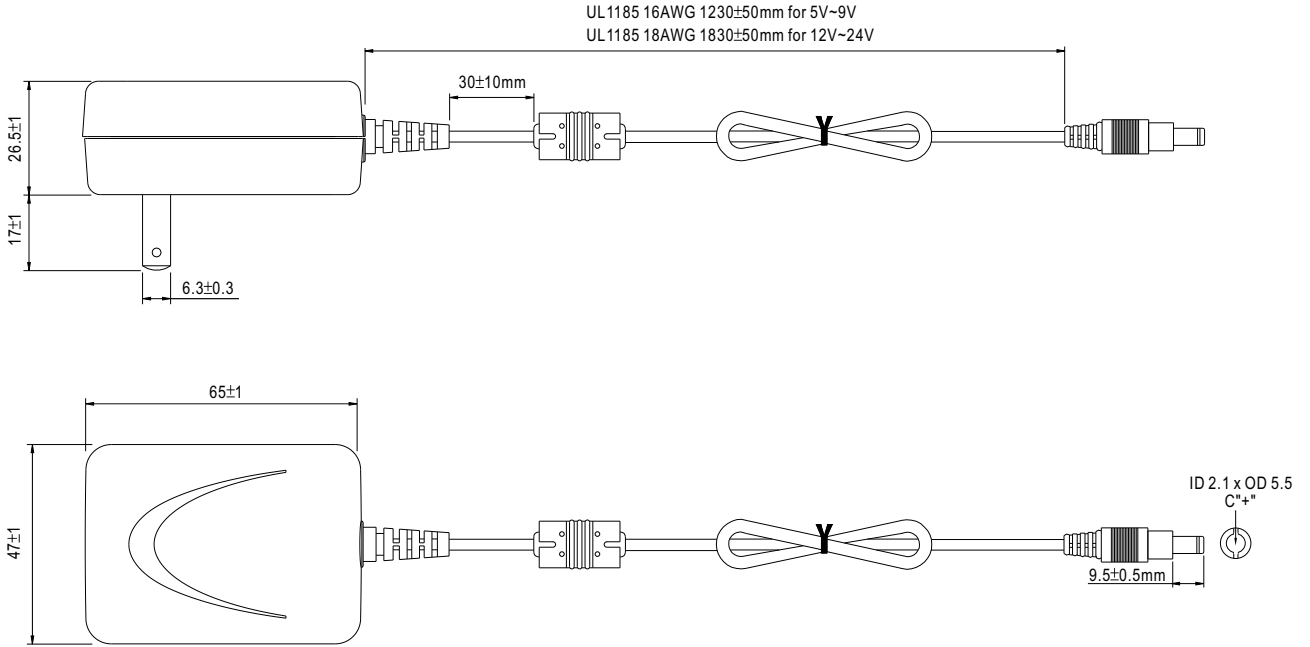 UL1185 16AWG 1230±50mm for 5V~9V
UL1185 18AWG 1830±50mm for 12V~24V
30±10mm
26.5±1
17±1
6.3±0.3
65±1
47±1
ID 2.1 x OD 5.5
C"+"
9.5±0.5mm